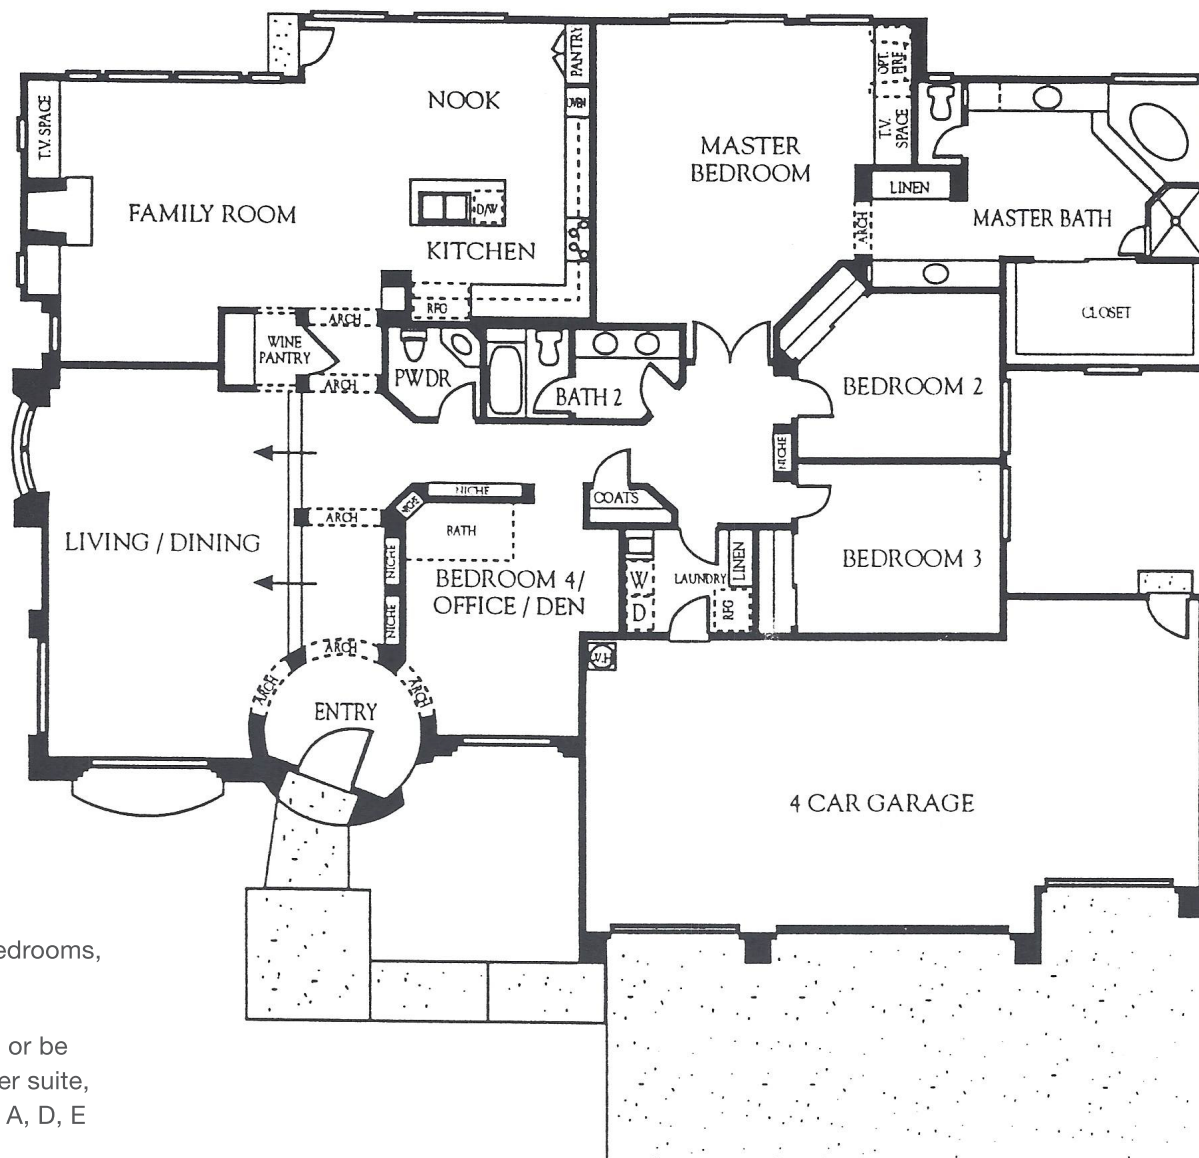 NOOK
PANTRY
OVEN
T.V. SPACE
FAMILY ROOM
D/W
KITCHEN
RFG
MASTER
BEDROOM
OPT.
FIRE
T.V.
SPACE
LINEN
ARCH
MASTER BATH
CLOSET
ARCH
WINE
PANTRY
ARCH
PWDR
BATH 2
BEDROOM 2
NICHE
COATS
NICHE
NICHE
ARCH
BATH
LIVING / DINING
NICHE
NICHE
BEDROOM 4/
OFFICE / DEN
W
D
LAUNDRY
LINEN
RFG
BEDROOM 3
ARCH
ARCH
ARCH
ENTRY
W.H
4 CAR GARAGE
edrooms,
or be
er suite,
A, D, E